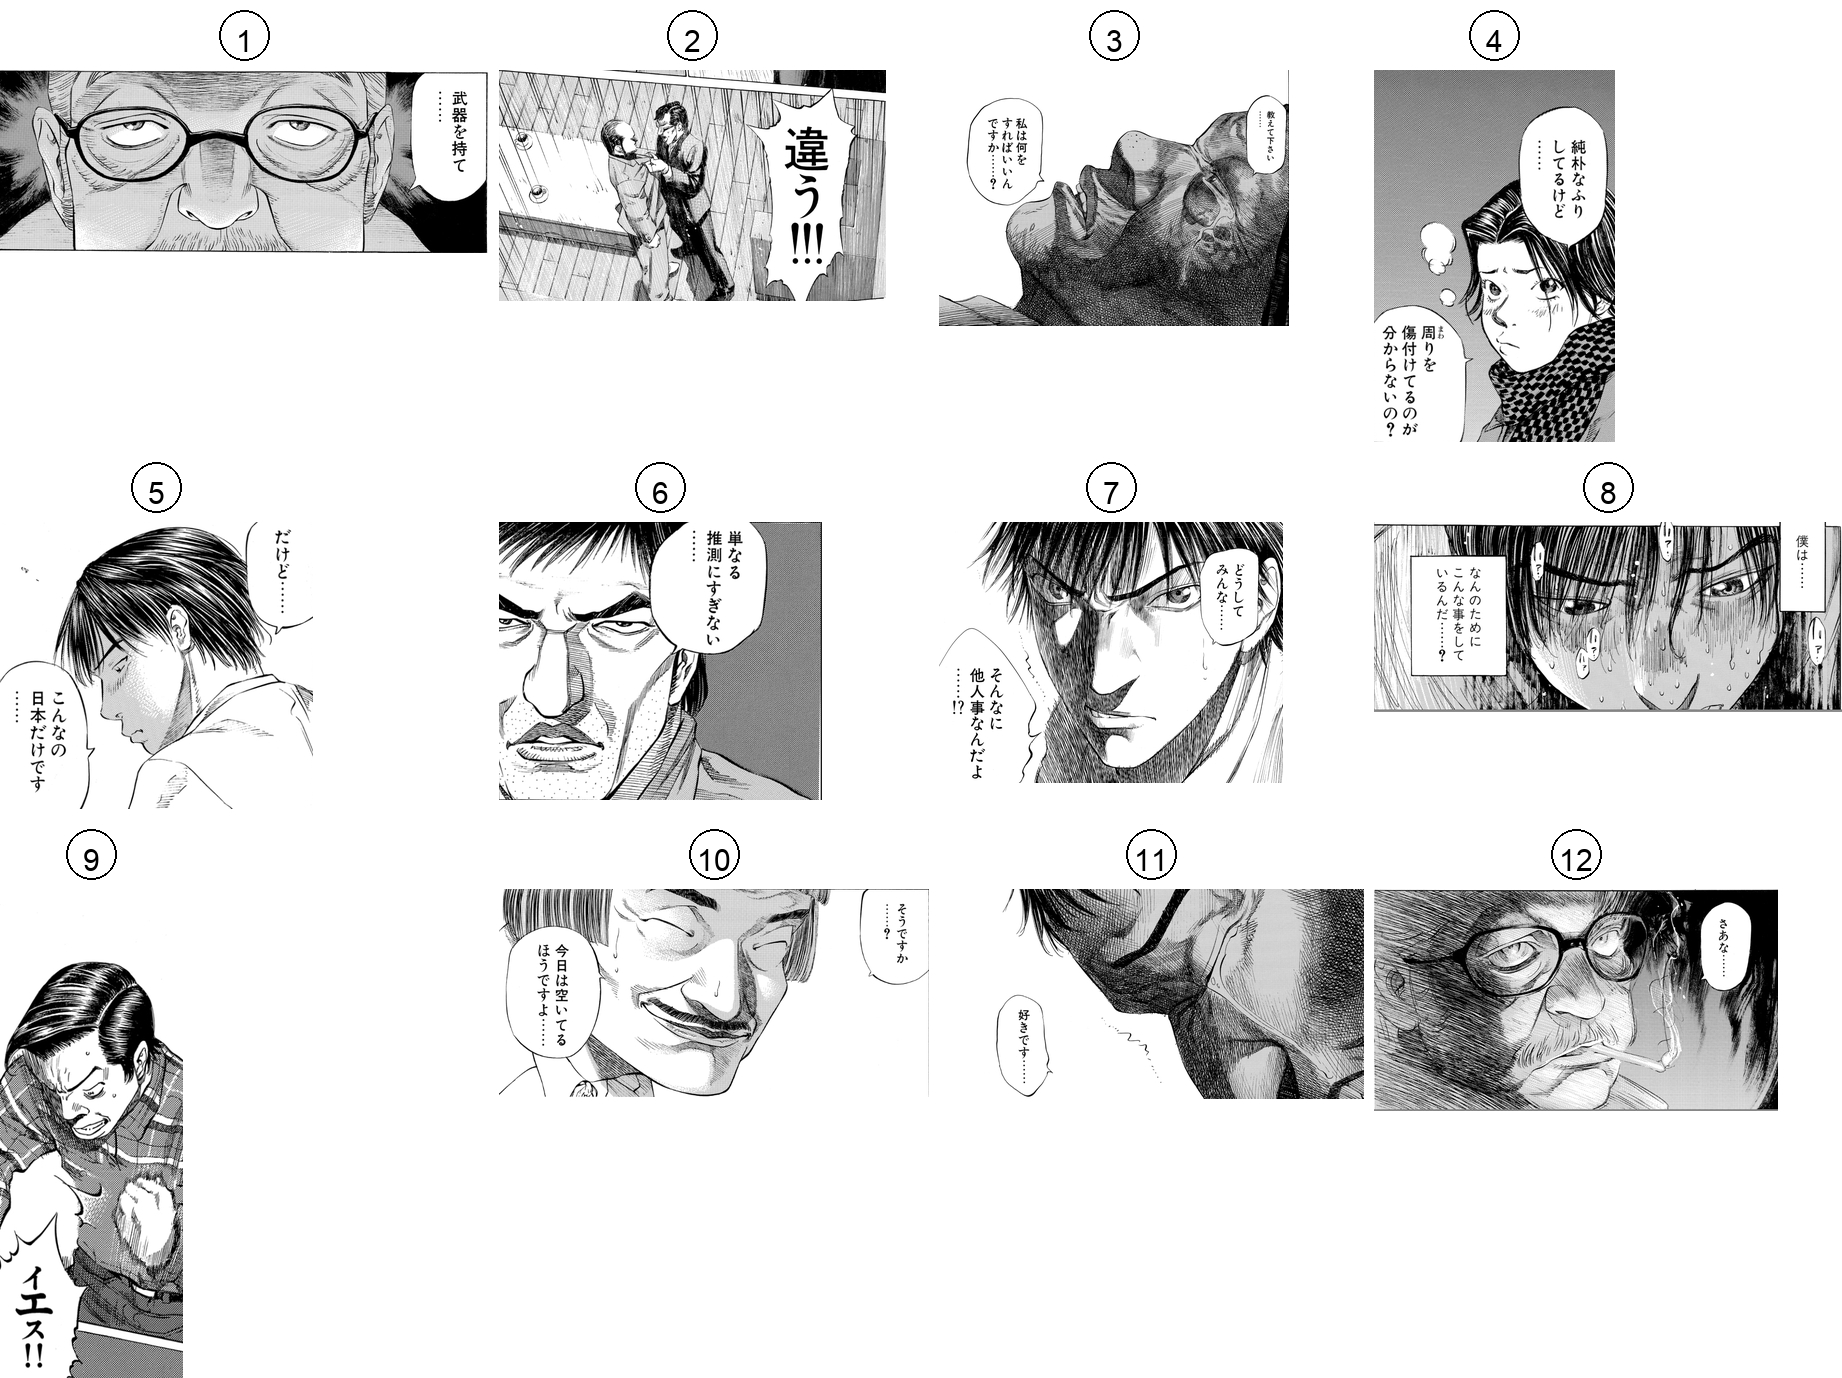 1
武器を持て
……
2
違う!!!
3
教えて下さい
……
私は何を
すればいいん
ですか……?
4
純朴なふり
してるけど
……
周りを
まわ
傷付けてるのが
分からないの?
5
だけど……
こんなの
日本だけです
……
6
単なる
推測にすぎない
……
7
どうして
みんな……
そんなに
他人事なんだよ
……!?
8
僕は……
なんのために
こんな事をして
いるんだ……?
!!?
!!?
!!?
!!?
!!?
9
イエス!!
10
そうですか
……?
今日は空いてる
ほうですよ……
11
好きです……
12
さあな……